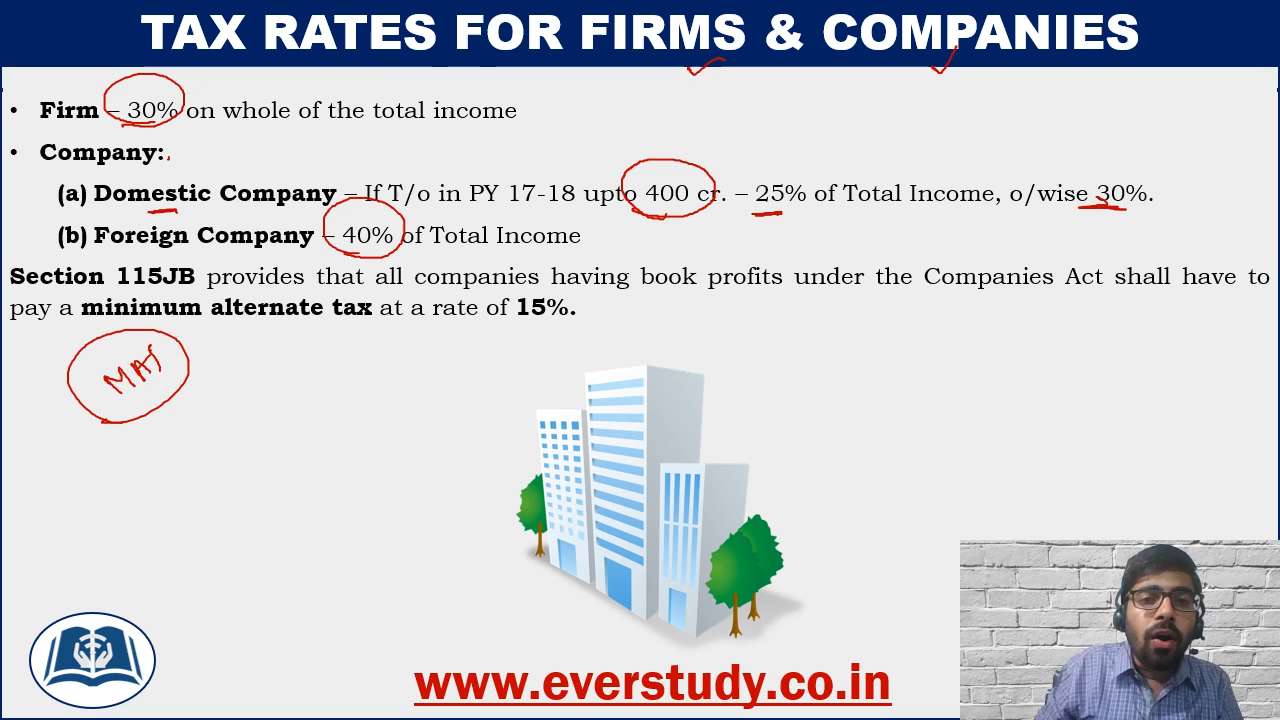 TAX RATES FOR FIRMS & COMPANIES
• Firm – 30% on whole of the total income
• Company:
(a) Domestic Company – If T/o in PY 17-18 upto 400 cr. – 25% of Total Income, o/wise 30%.
(b) Foreign Company – 40% of Total Income
Section 115JB provides that all companies having book profits under the Companies Act shall have to
pay a minimum alternate tax at a rate of 15%.
MAT
www.everstudy.co.in